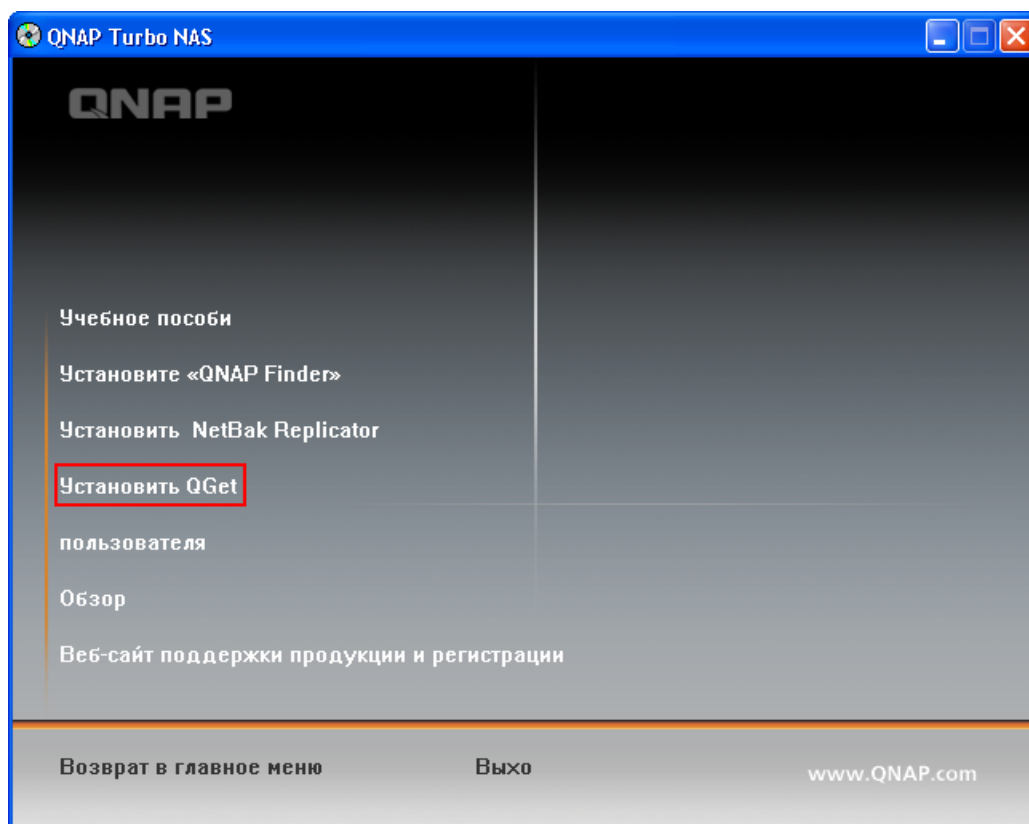 QNAP Turbo NAS
QNAP
Учебное пособи
Установите «QNAP Finder»
Установить NetBak Replicator
Установить QGet
пользователя
Обзор
Веб-сайт поддержки продукции и регистрации
Возврат в главное меню
Выхо
www.QNAP.com